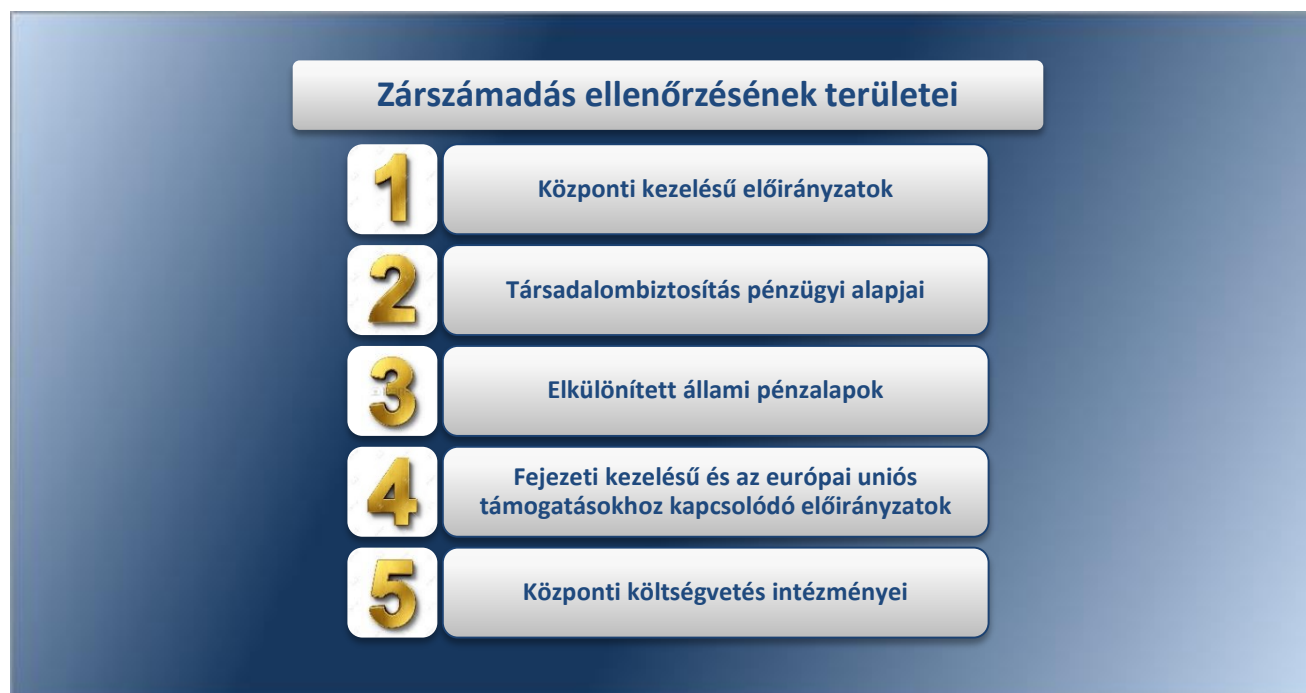 Zárszámadás ellenőrzésének területei
1
Központi kezelésű előirányzatok
2
Társadalombiztosítás pénzügyi alapjai
3
Elkülönített állami pénzalapok
4
Fejezeti kezelésű és az európai uniós
támogatásokhoz kapcsolódó előirányzatok
5
Központi költségvetés intézményei